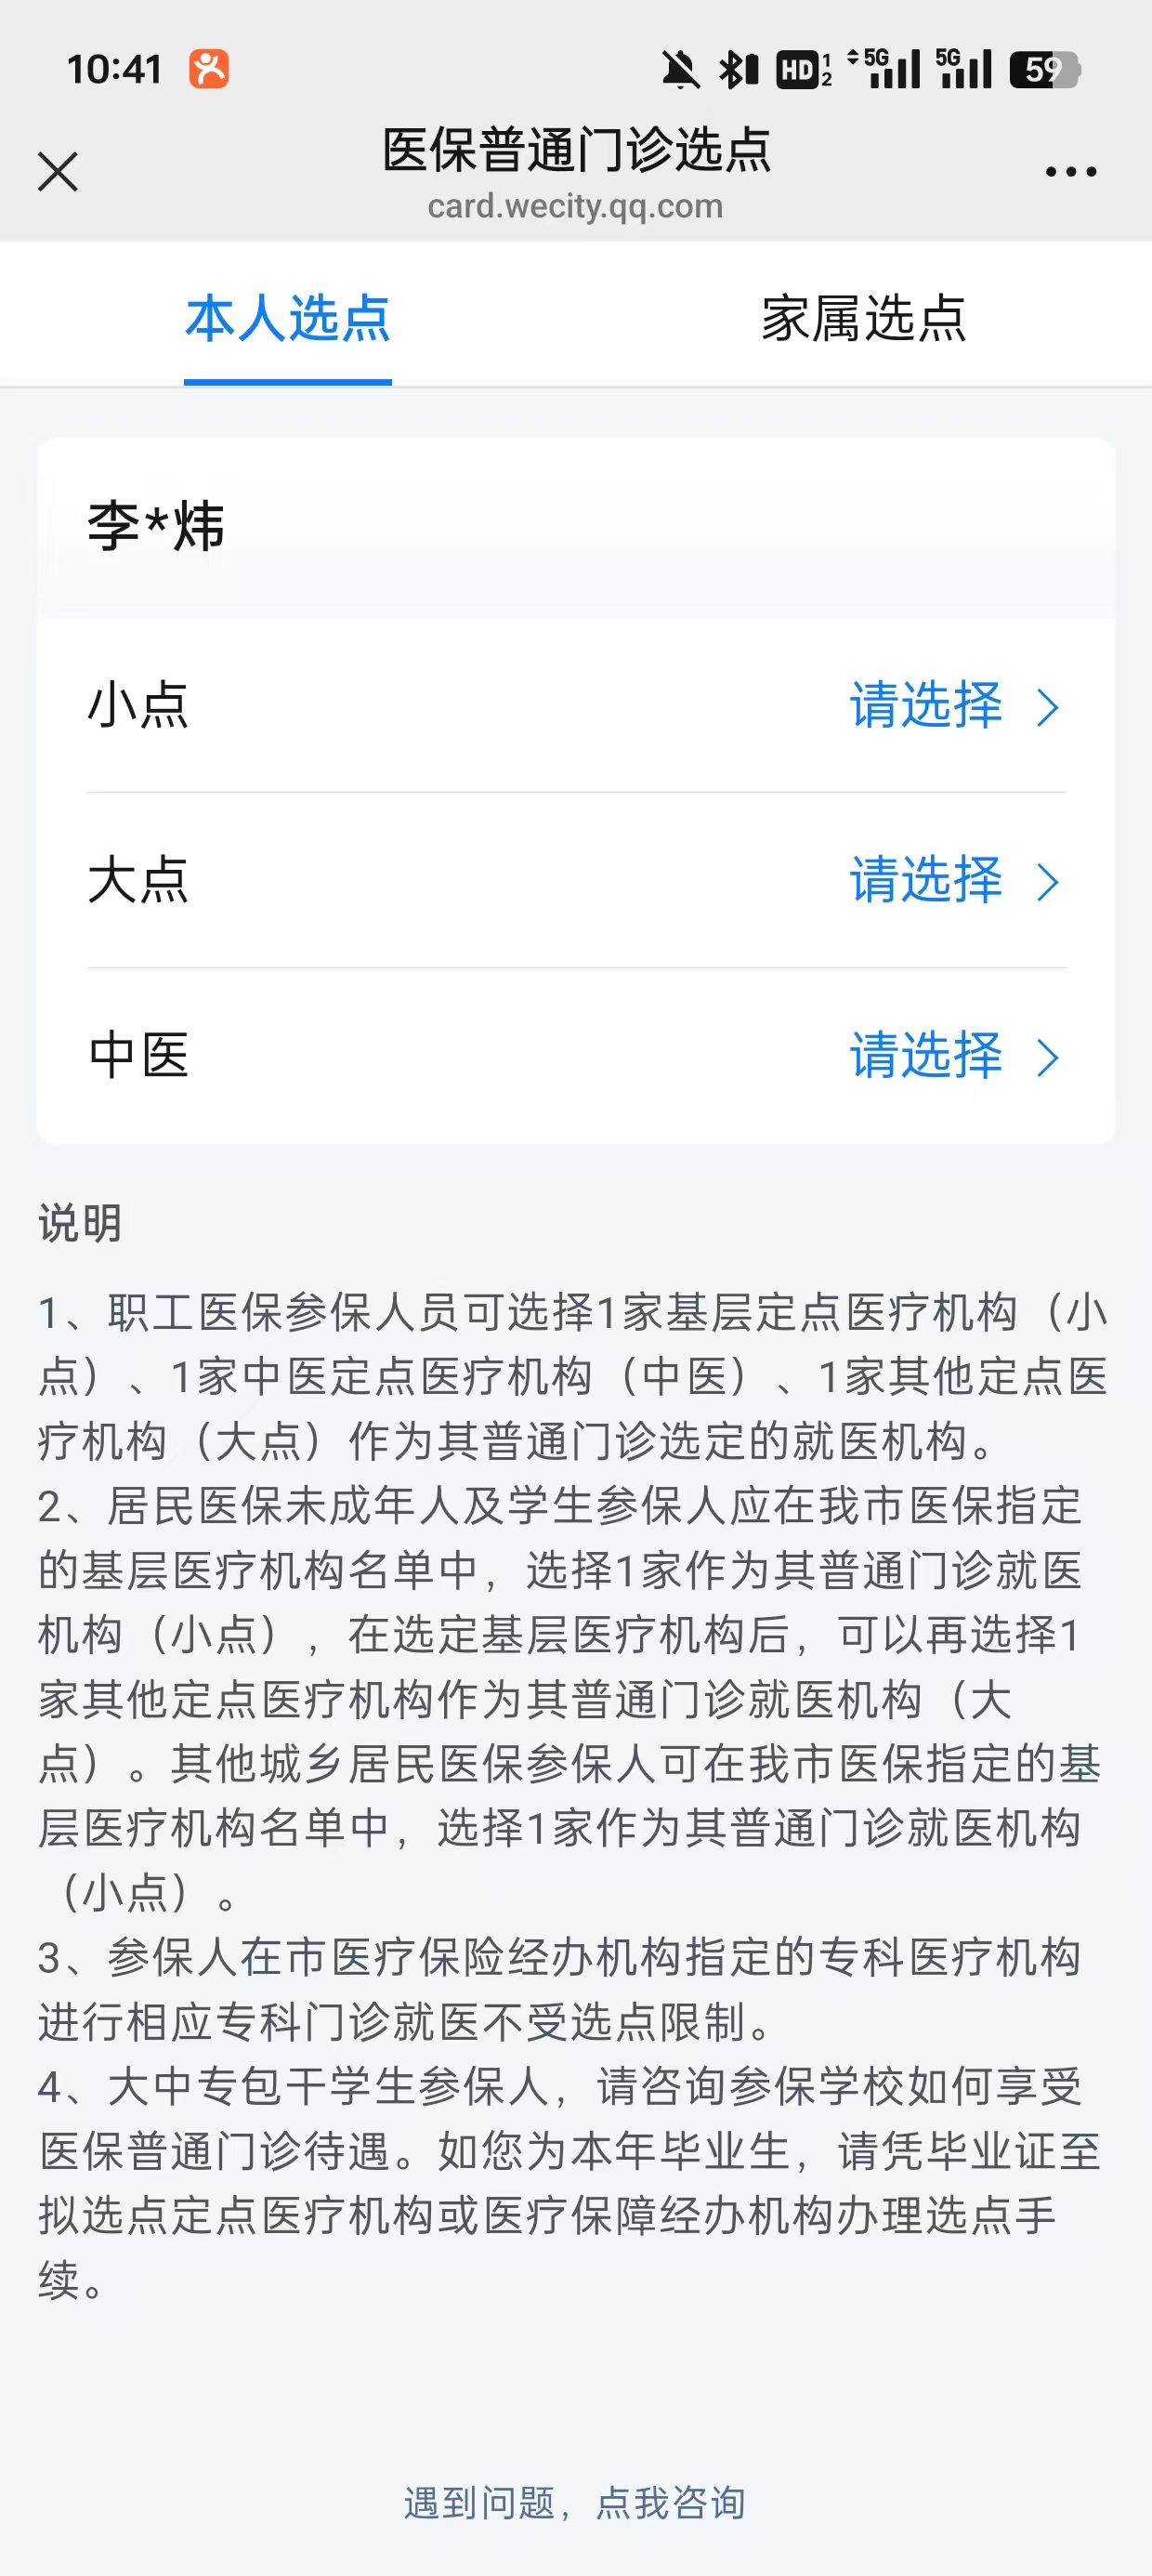 10:41
HD 1 2 5G 5G 59
医保普通门诊选点
card.wecity.qq.com
本人选点 家属选点
李*炜
小点 请选择
大点 请选择
中医 请选择
说明
1、职工医保参保人员可选择1家基层定点医疗机构（小
点）、1家中医定点医疗机构（中医）、1家其他定点医
疗机构（大点）作为其普通门诊选定的就医机构。
2、居民医保未成年人及学生参保人应在我市医保指定
的基层医疗机构名单中，选择1家作为其普通门诊就医
机构（小点），在选定基层医疗机构后，可以再选择1
家其他定点医疗机构作为其普通门诊就医机构（大
点）。其他城乡居民医保参保人可在我市医保指定的基
层医疗机构名单中，选择1家作为其普通门诊就医机构
（小点）。
3、参保人在市医疗保险经办机构指定的专科医疗机构
进行相应专科门诊就医不受选点限制。
4、大中专包干学生参保人，请咨询参保学校如何享受
医保普通门诊待遇。如您为本年毕业生，请凭毕业证至
拟选点定点医疗机构或医疗保障经办机构办理选点手
续。
遇到问题，点我咨询